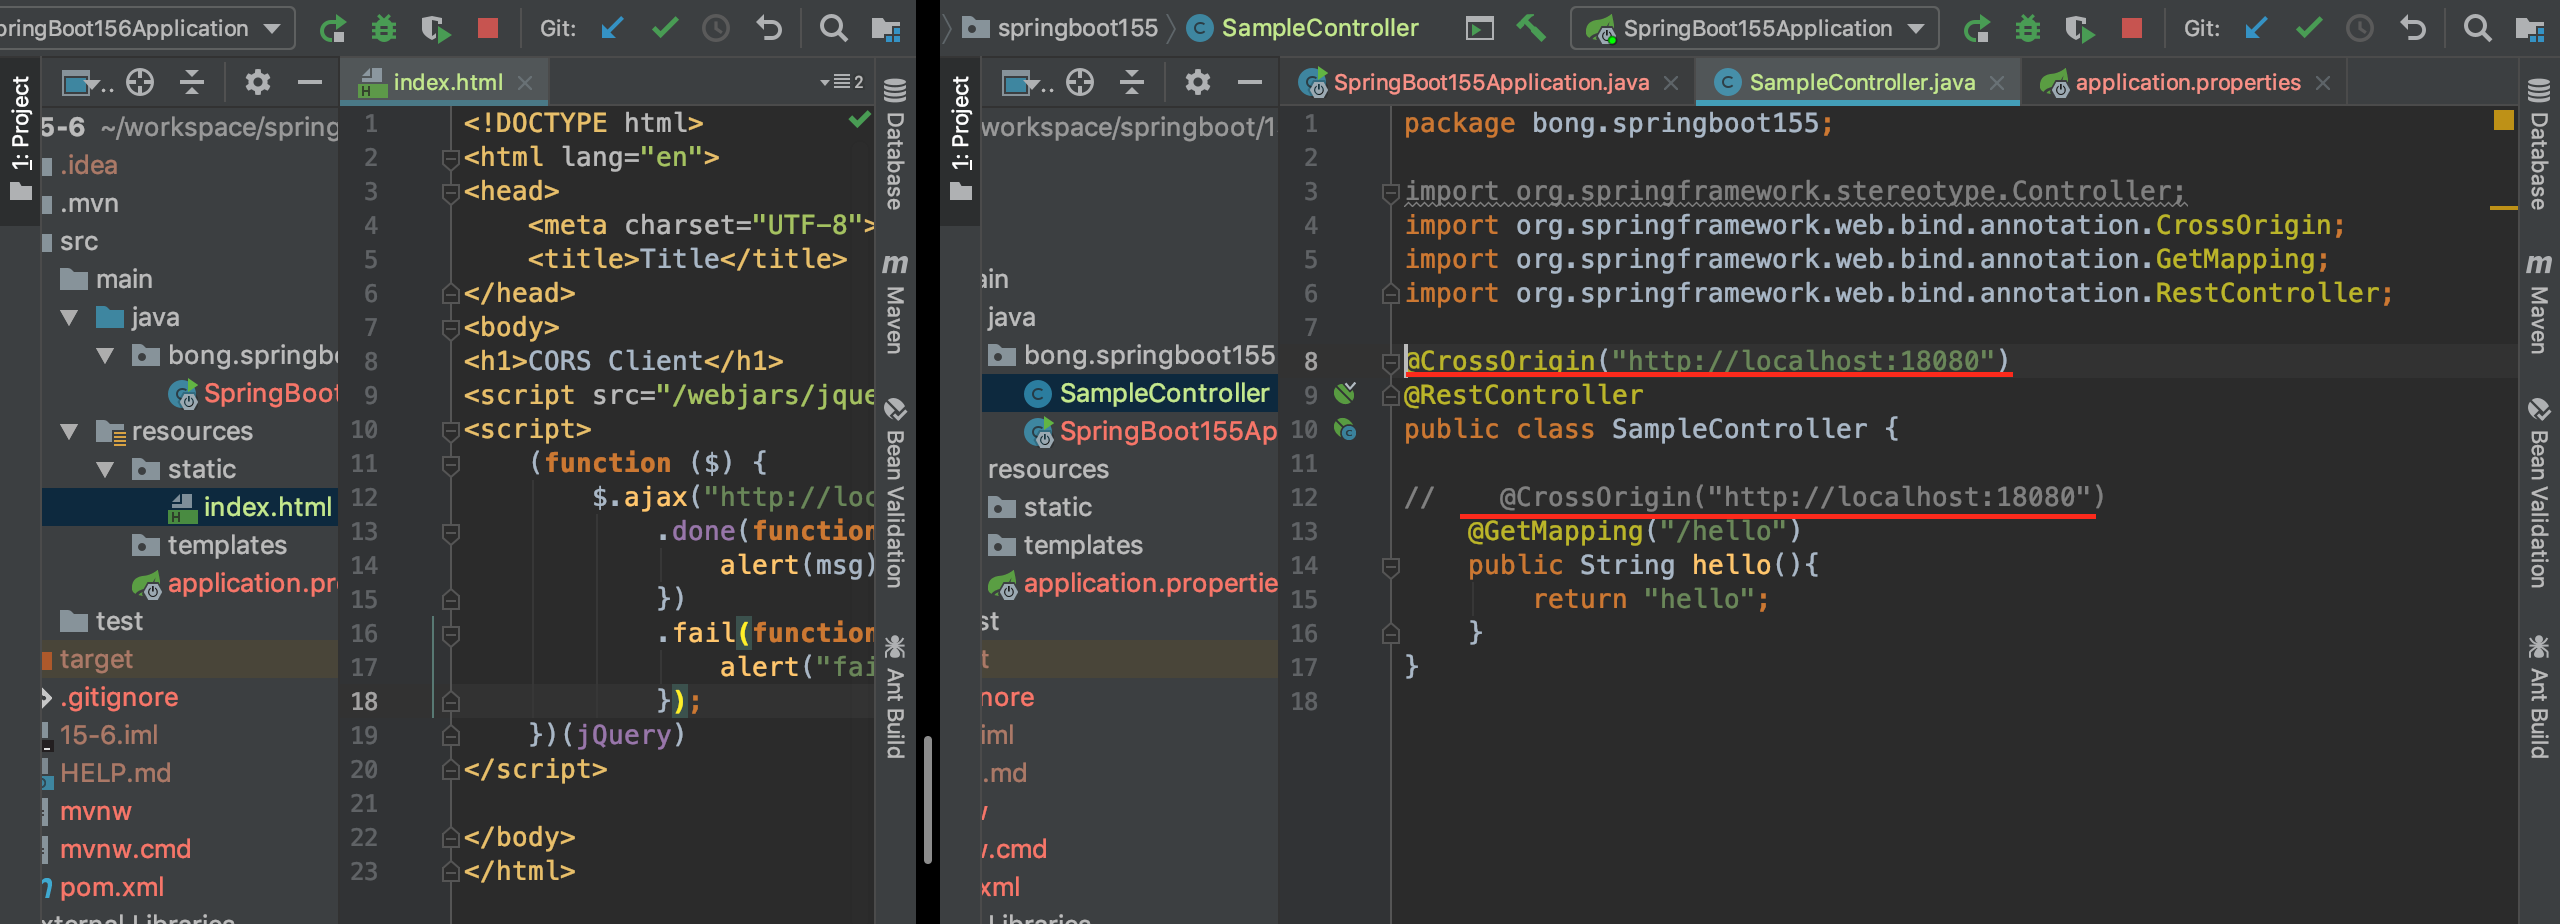 pringBoot156Application
Git:
1: Project
index.html
2
5-6 ~/workspace/spring
.idea
.mvn
src
main
java
bong.springb
SpringBoot
resources
static
index.html
templates
application.pr
test
target
.gitignore
15-6.iml
HELP.md
mvnw
mvnw.cmd
pom.xml
xternal Libraries
1 <!DOCTYPE html>
2 <html lang="en">
3 <head>
4 <meta charset="UTF-8">
5 <title>Title</title>
6 </head>
7 <body>
8 <h1>CORS Client</h1>
9 <script src="/webjars/jque
10 <script>
11 (function ($) {
12 $.ajax("http://loc
13 .done(function
14 alert(msg)
15 })
16 .fail(function
17 alert("fai
18 });
19 })(jQuery)
20 </script>
21
22 </body>
23 </html>
Database
m Maven
Bean Validation
Ant Build
springboot155 SampleController
SpringBoot155Application
Git:
1: Project
SpringBoot155Application.java
SampleController.java
application.properties
workspace/springboot/1
ain
java
bong.springboot155
SampleController
SpringBoot155Ap
resources
static
templates
application.propertie
st
t
nore
iml
.md
w
v.cmd
xml
Libraries
1 package bong.springboot155;
2
3 import org.springframework.stereotype.Controller;
4 import org.springframework.web.bind.annotation.CrossOrigin;
5 import org.springframework.web.bind.annotation.GetMapping;
6 import org.springframework.web.bind.annotation.RestController;
7
8 @CrossOrigin("http://localhost:18080")
9 @RestController
10 public class SampleController {
11
12 // @CrossOrigin("http://localhost:18080")
13 @GetMapping("/hello")
14 public String hello(){
15 return "hello";
16 }
17 }
18
Database
m Maven
Bean Validation
Ant Build